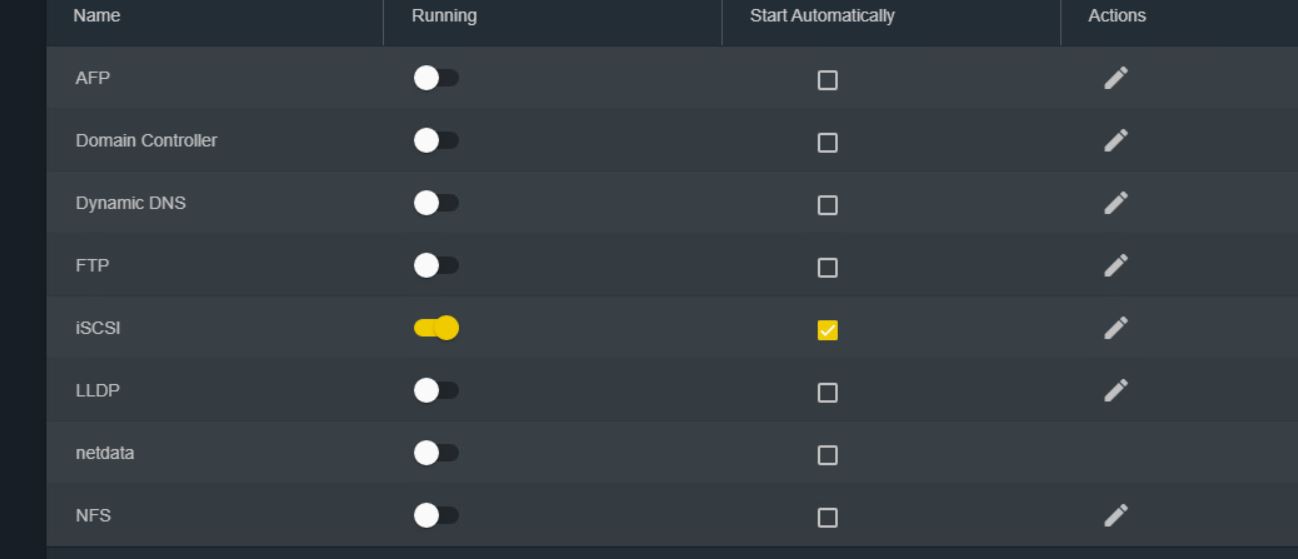 Name Running Start Automatically Actions
AFP
Domain Controller
Dynamic DNS
FTP
iSCSI
LLDP
netdata
NFS